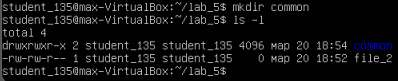 student_135@max-VirtualBox:~/lab_5$ mkdir common
student_135@max-VirtualBox:~/lab_5$ ls -l
total 4
drwxrwxr-x 2 student_135 student_135 4096 мар 20 18:54 common
-rw-rw-r-- 1 student_135 student_135    0 мар 20 18:52 file_2
student_135@max-VirtualBox:~/lab_5$